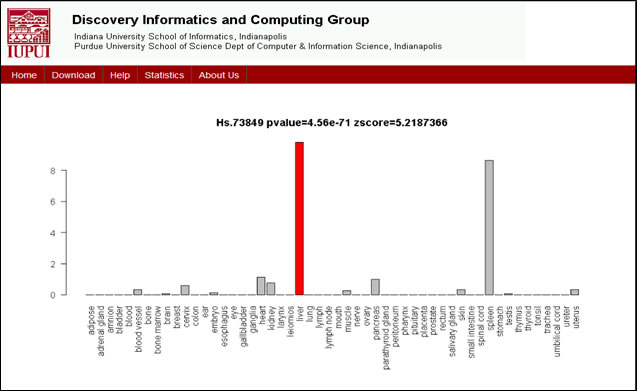 IUPUI
Discovery Informatics and Computing Group
Indiana University School of Informatics, Indianapolis
Purdue University School of Science Dept of Computer & Information Science, Indianapolis
Home Download Help Statistics About Us
Hs.73849 pvalue=4.56e-71 zscore=5.2187366
8
6
4
2
0
adipose
adrenal gland
amnion
bladder
blood
blood vessel
bone
bone marrow
brain
breast
cervix
colon
ear
embryo
esophagus
eye
gallbladder
ganglia
heart
kidney
larynx
leiomios
liver
lung
lymph
lymph node
mouth
muscle
nerve
ovary
pancreas
parathyroid gland
peritoneum
pharynx
pituitary
placenta
prostate
rectum
salivary gland
skin
small intestine
spinal cord
spleen
stomach
testis
thymus
thyroid
tonsil
trachea
umbilical cord
ureter
uterus